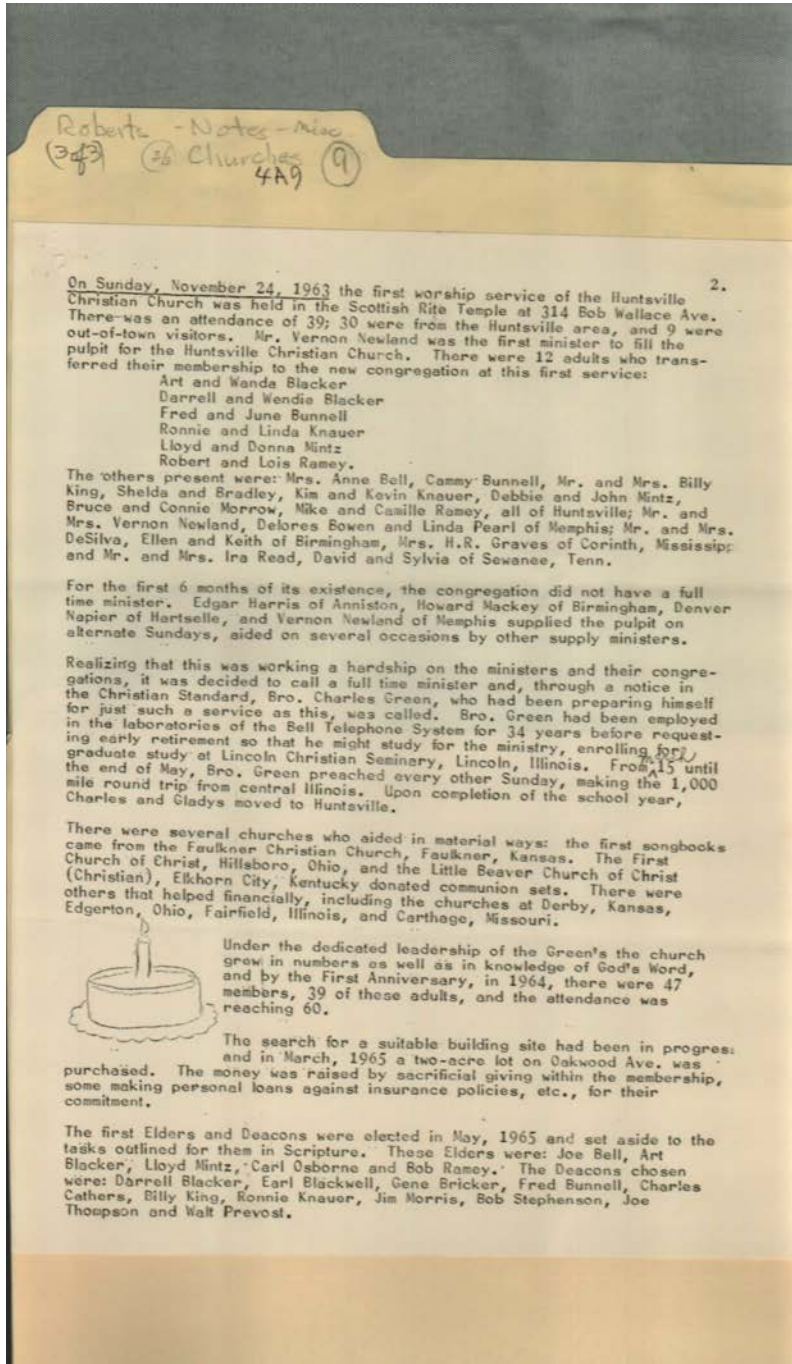 Roberts - Notes - misc
(3of3) Churches 9
4A9
2.
On Sunday, November 24, 1963 the first worship service of the Huntsville
Christian Church was held in the Scottish Rite Temple at 314 Bob Wallace Ave.
There was an attendance of 39; 30 were from the Huntsville area, and 9 were
out-of-town visitors. Mr. Vernon Newland was the first minister to fill the
pulpit for the Huntsville Christian Church. There were 12 adults who trans-
ferred their membership to the new congregation at this first service:
Art and Wanda Blacker
Darrell and Wendie Blacker
Fred and June Bunnell
Ronnie and Linda Knauer
Lloyd and Donna Mintz
Robert and Lois Ramey.
The others present were: Mrs. Anne Bell, Cammy Bunnell, Mr. and Mrs. Billy
King, Shelda and Bradley, Kim and Kevin Knauer, Debbie and John Mintz,
Bruce and Connie Morrow, Mike and Camille Ramey, all of Huntsville; Mr. and
Mrs. Vernon Newland, Delores Bowen and Linda Pearl of Memphis; Mr. and Mrs.
DeSilva, Ellen and Keith of Birmingham, Mrs. H.R. Graves of Corinth, Mississip
and Mr. and Mrs. Ira Read, David and Sylvia of Sewanee, Tenn.
For the first 6 months of its existence, the congregation did not have a full
time minister. Edgar Harris of Anniston, Howard Mackey of Birmingham, Denver
Napier of Hartselle, and Vernon Newland of Memphis supplied the pulpit on
alternate Sundays, aided on several occasions by other supply ministers.
Realizing that this was working a hardship on the ministers and their congre-
gations, it was decided to call a full time minister and, through a notice in
the Christian Standard, Bro. Charles Green, who had been preparing himself
for just such a service as this, was called. Bro. Green had been employed
in the laboratories of the Bell Telephone System for 34 years before request-
ing early retirement so that he might study for the ministry, enrolling for
graduate study at Lincoln Christian Seminary, Lincoln, Illinois. From 15 until
the end of May, Bro. Green preached every other Sunday, making the 1,000
mile round trip from central Illinois. Upon completion of the school year,
Charles and Gladys moved to Huntsville.
There were several churches who aided in material ways: the first songbooks
came from the Faulkner Christian Church, Faulkner, Kansas. The First
Church of Christ, Hillsboro, Ohio, and the Little Beaver Church of Christ
(Christian), Elkhorn City, Kentucky donated communion sets. There were
others that helped financially, including the churches at Derby, Kansas,
Edgerton, Ohio, Fairfield, Illinois, and Carthage, Missouri.
Under the dedicated leadership of the Green's the church
grew in numbers as well as in knowledge of God's Word,
and by the First Anniversary, in 1964, there were 47
members, 39 of these adults, and the attendance was
reaching 60.
The search for a suitable building site had been in progres
and in March, 1965 a two-acre lot on Oakwood Ave. was
purchased. The money was raised by sacrificial giving within the membership,
some making personal loans against insurance policies, etc., for their
commitment.
The first Elders and Deacons were elected in May, 1965 and set aside to the
tasks outlined for them in Scripture. These Elders were: Joe Bell, Art
Blacker, Lloyd Mintz, Carl Osborne and Bob Ramey. The Deacons chosen
were: Darrell Blacker, Earl Blackwell, Gene Bricker, Fred Bunnell, Charles
Cathers, Billy King, Ronnie Knauer, Jim Morris, Bob Stephenson, Joe
Thompson and Walt Prevost.